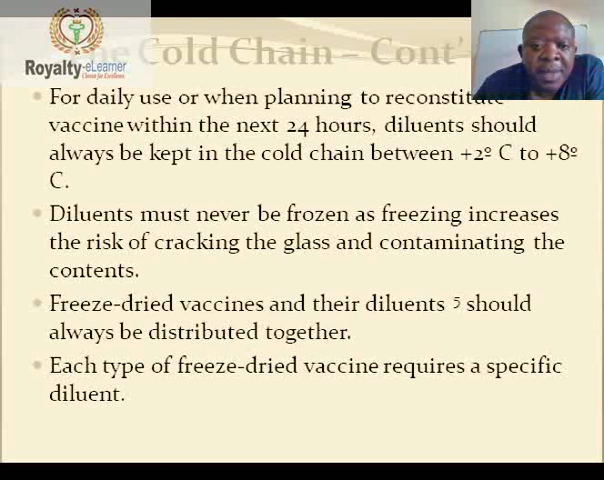 Royalty-eLearner
Cold Chain – Cont'
For daily use or when planning to reconstitute
vaccine within the next 24 hours, diluents should
always be kept in the cold chain between +2º C to +8º
C.
Diluents must never be frozen as freezing increases
the risk of cracking the glass and contaminating the
contents.
Freeze-dried vaccines and their diluents 5 should
always be distributed together.
Each type of freeze-dried vaccine requires a specific
diluent.